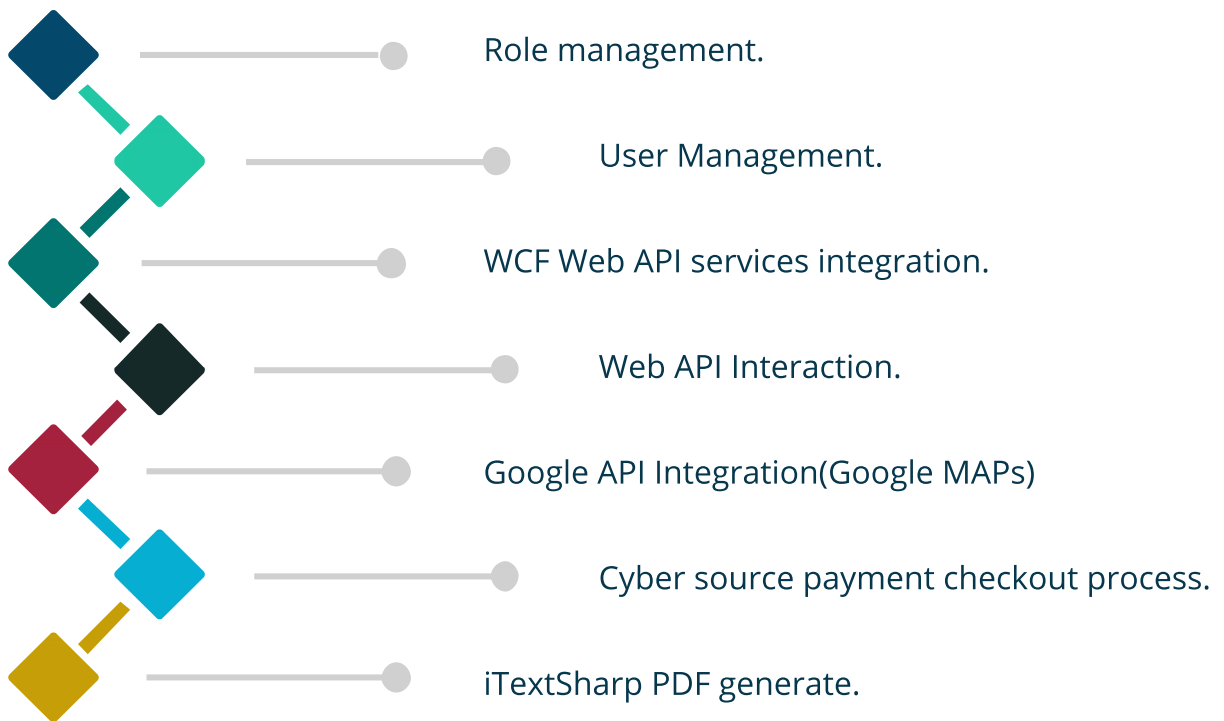 Role management.
User Management.
WCF Web API services integration.
Web API Interaction.
Google API Integration(Google MAPs)
Cyber source payment checkout process.
iTextSharp PDF generate.